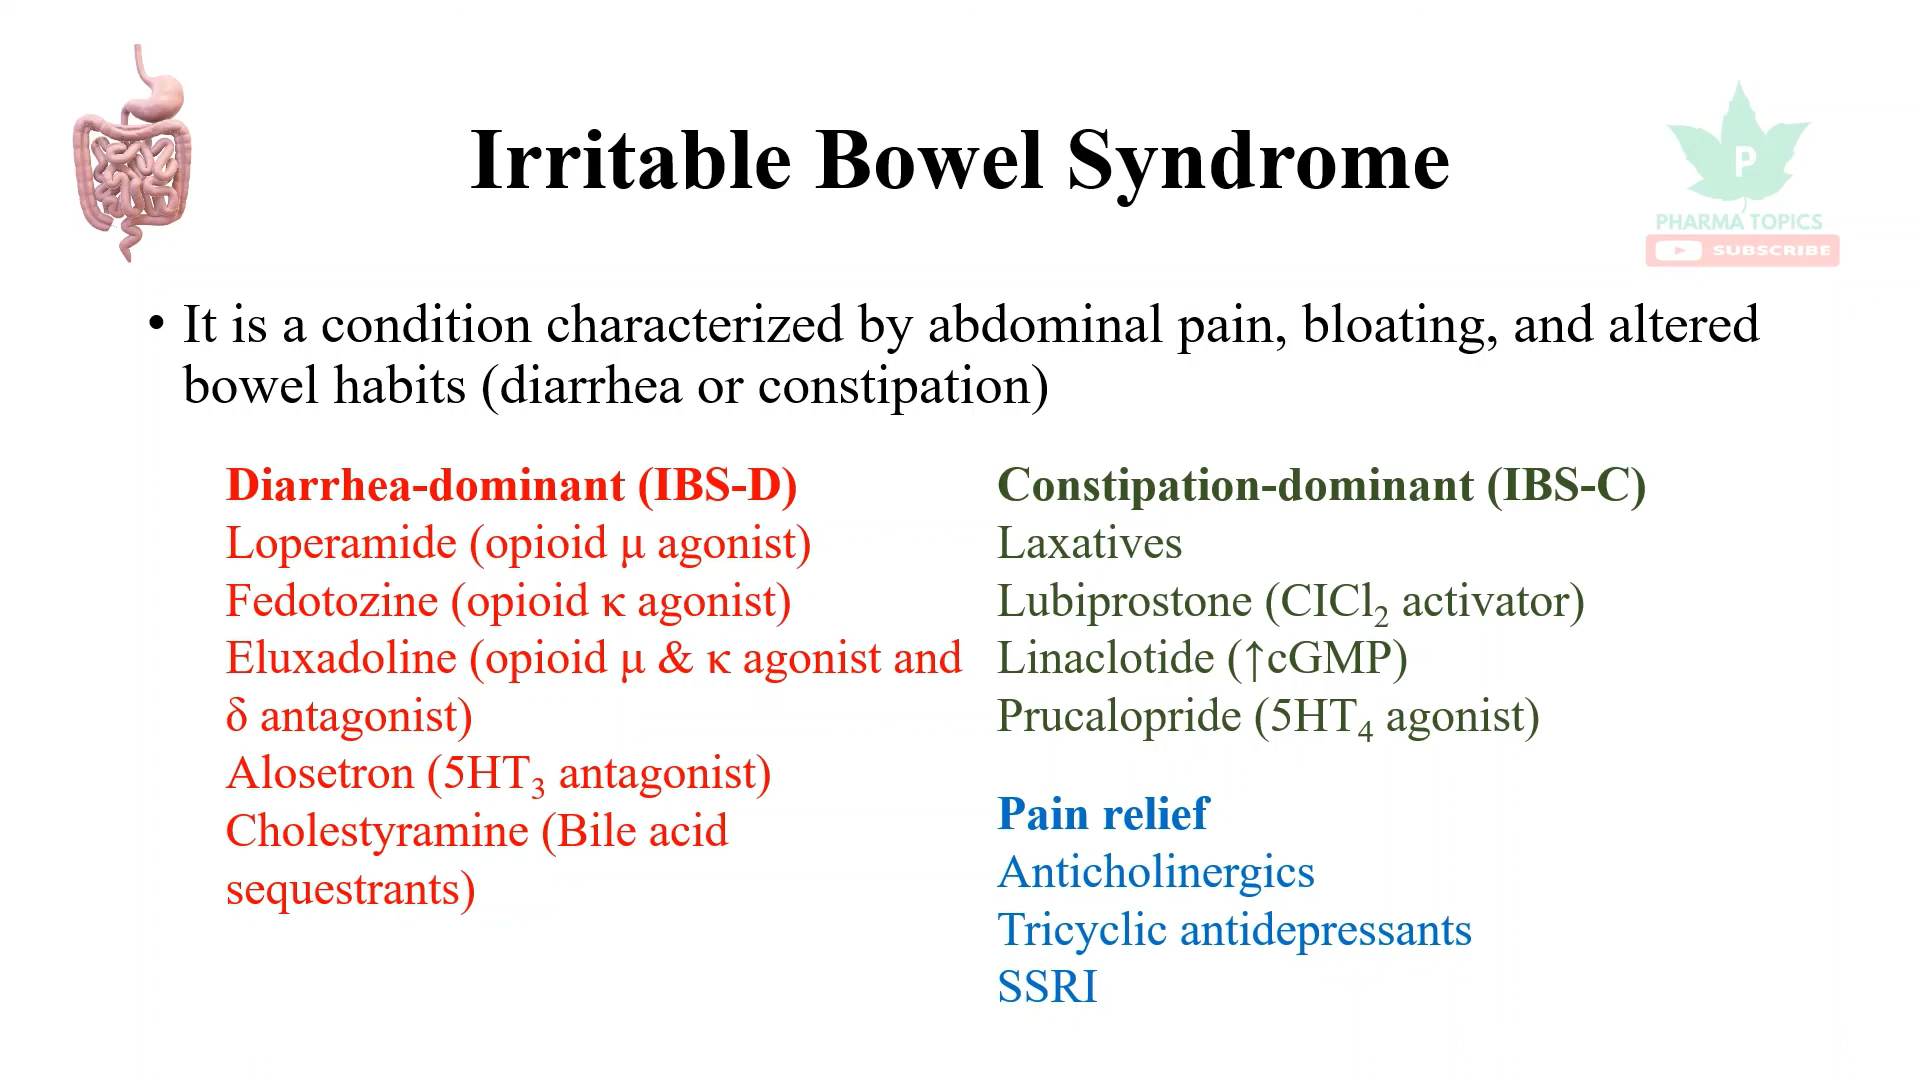 Irritable Bowel Syndrome
P
PHARMA TOPICS
SUBSCRIBE
• It is a condition characterized by abdominal pain, bloating, and altered
bowel habits (diarrhea or constipation)
Diarrhea-dominant (IBS-D)
Loperamide (opioid μ agonist)
Fedotozine (opioid κ agonist)
Eluxadoline (opioid μ & κ agonist and
δ antagonist)
Alosetron (5HT₃ antagonist)
Cholestyramine (Bile acid
sequestrants)
Constipation-dominant (IBS-C)
Laxatives
Lubiprostone (CICl₂ activator)
Linaclotide (↑cGMP)
Prucalopride (5HT₄ agonist)
Pain relief
Anticholinergics
Tricyclic antidepressants
SSRI